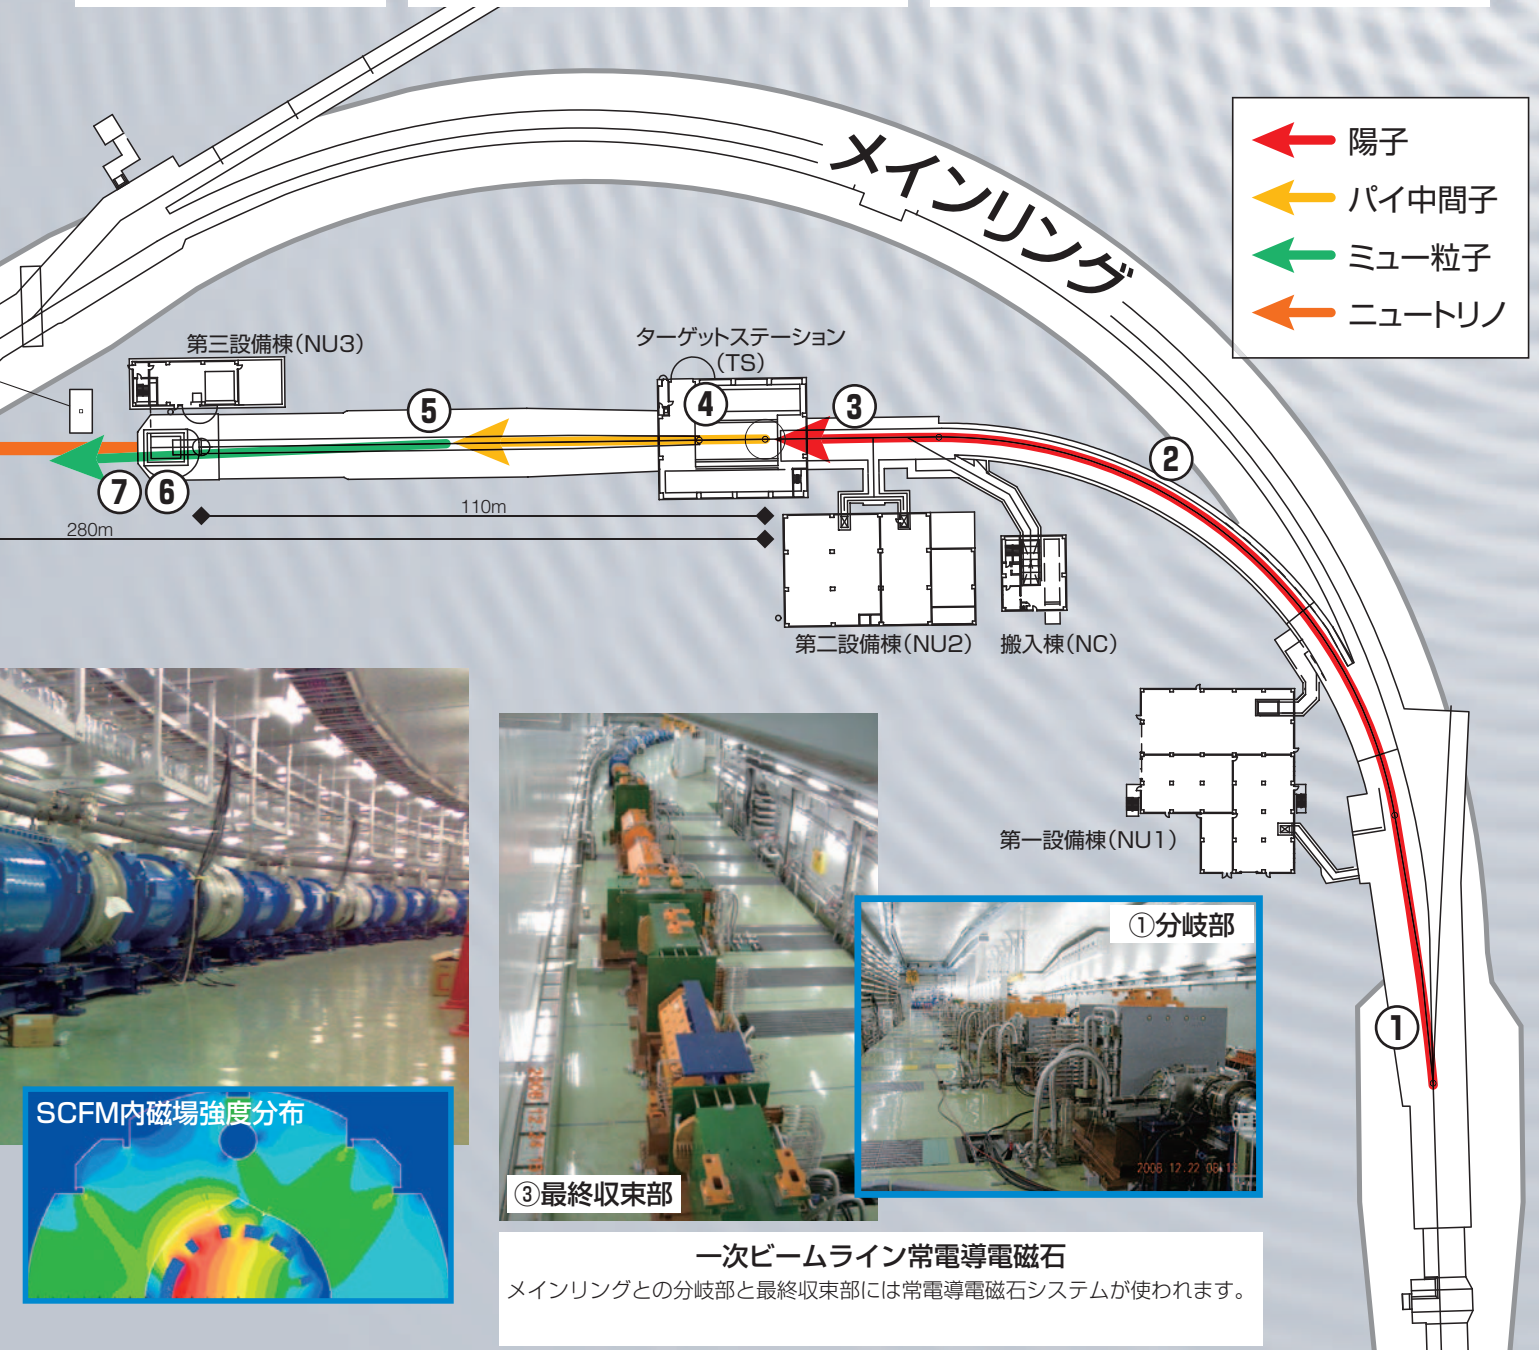 メインリング
陽子
パイ中間子
ミュー粒子
ニュートリノ
第三設備棟(NU3)
ターゲットステーション
(TS)
⑤
④
③
②
⑦
⑥
110m
280m
第二設備棟(NU2)
搬入棟(NC)
第一設備棟(NU1)
①
①分岐部
2008.12.22
SCFM内磁場強度分布
③最終収束部
一次ビームライン常電導電磁石
メインリングとの分岐部と最終収束部には常電導電磁石システムが使われます。